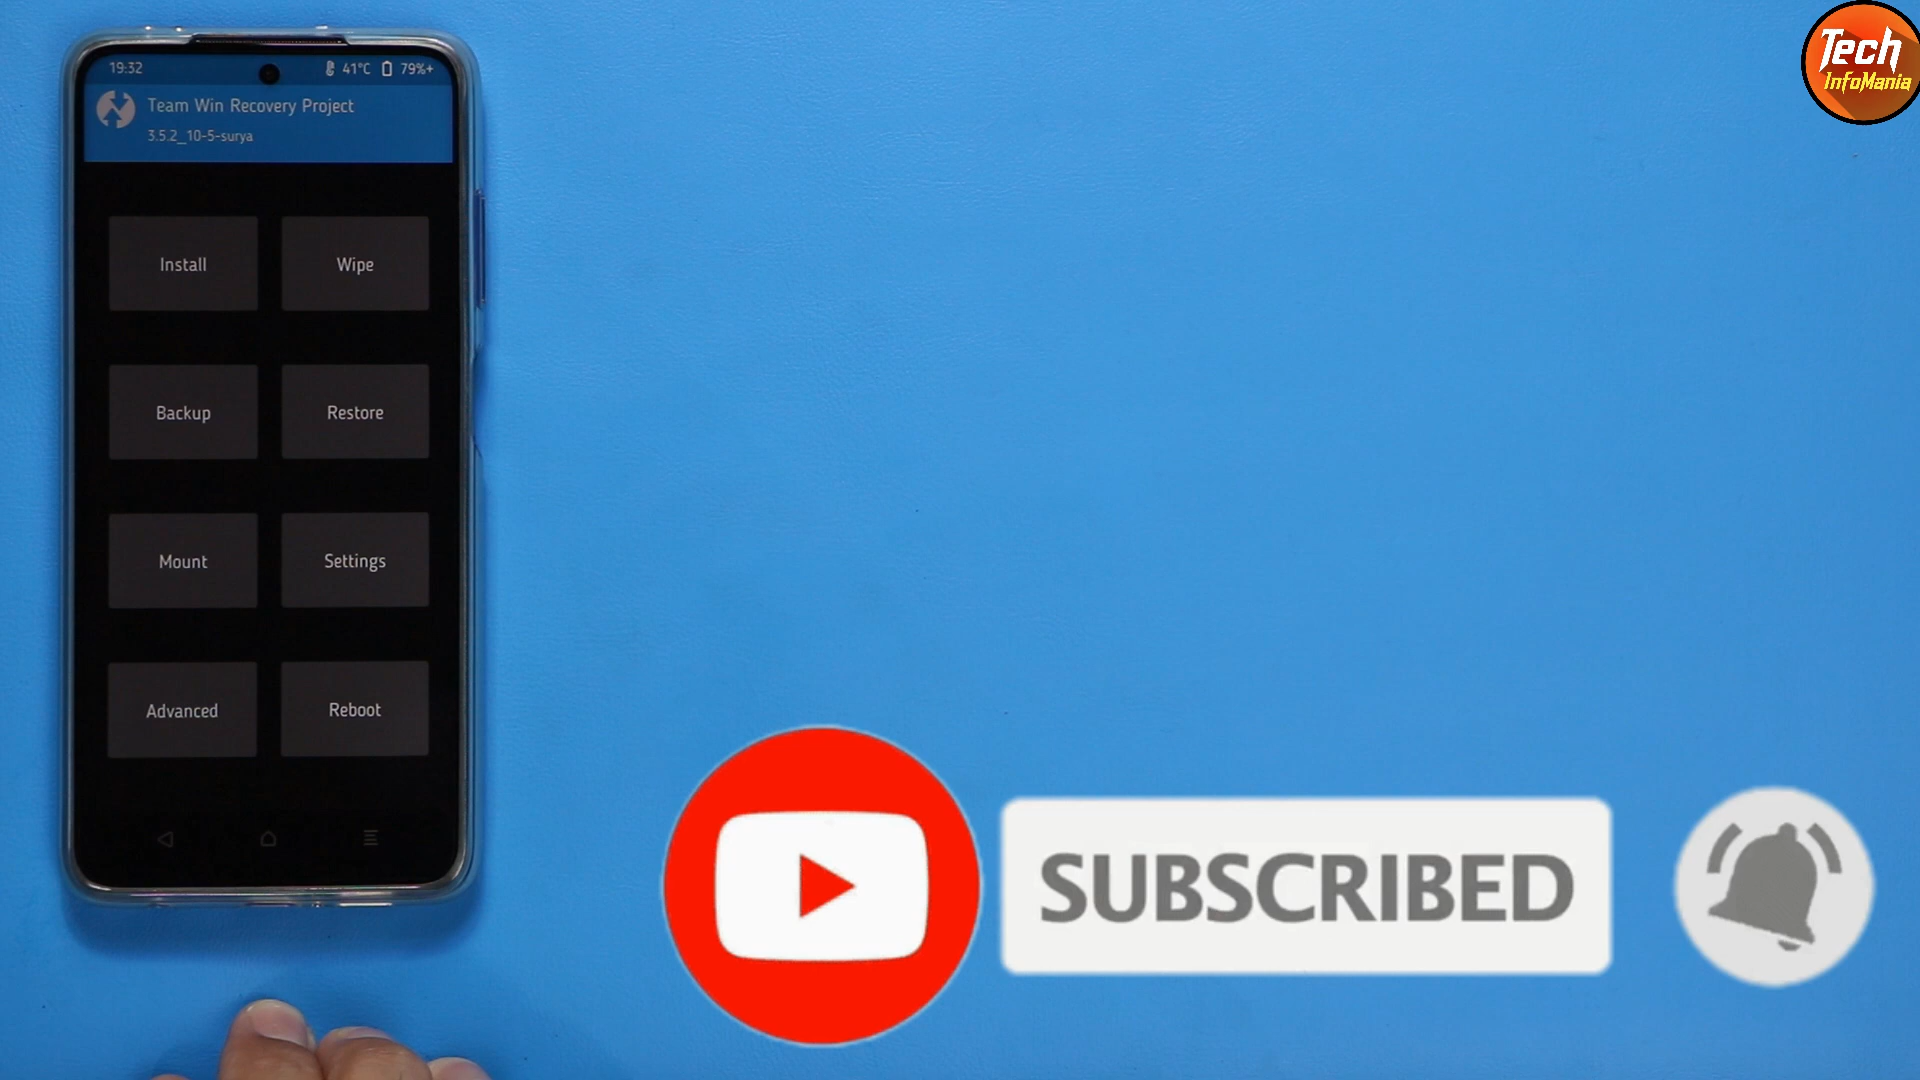 19:32 41°C 79%+
Team Win Recovery Project
3.5.2_10-5-surya
Install Wipe
Backup Restore
Mount Settings
Advanced Reboot
Tech
InfoMania
SUBSCRIBED